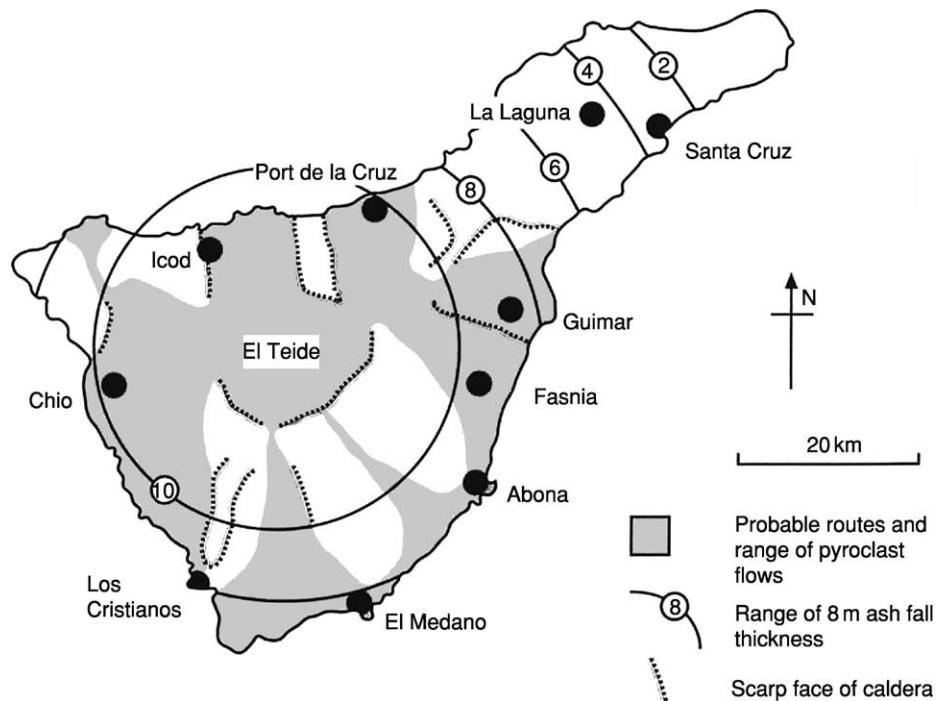 2
4
La Laguna
Santa Cruz
6
Port de la Cruz
8
Icod
N
Guimar
El Teide
Chio
Fasnia
20 km
10
Abona
Probable routes and
range of pyroclast
flows
Los
Cristianos
El Medano
8
Range of 8 m ash fall
thickness
Scarp face of caldera